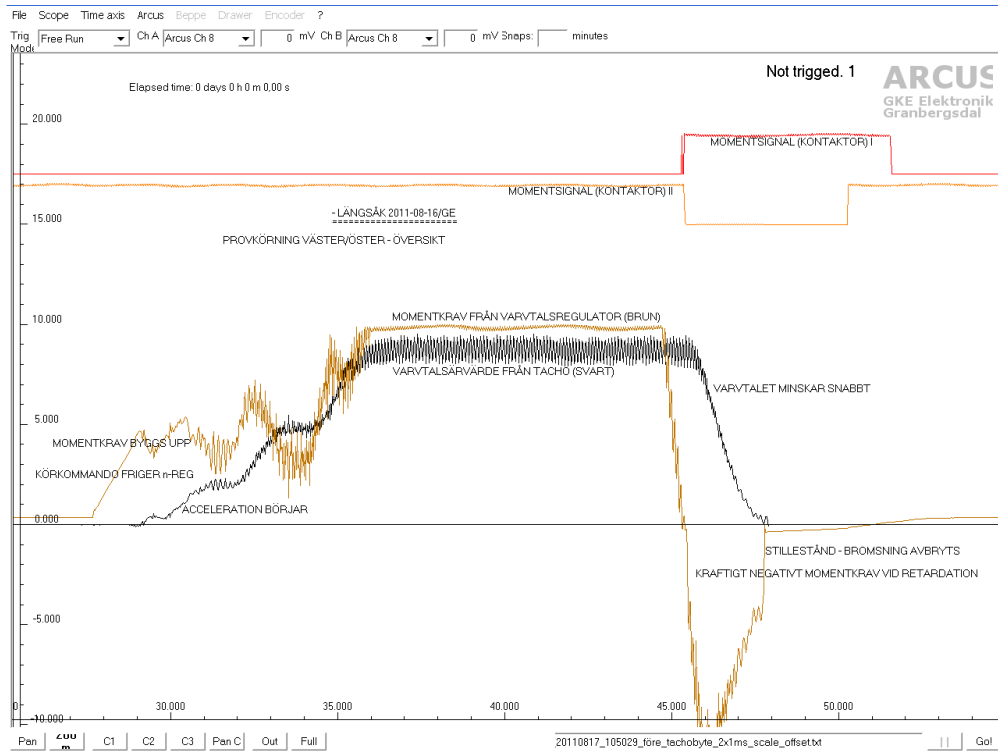 File Scope Time axis Arcus Beppe Drawer Encoder ?
Trig Mode Free Run Ch A Arcus Ch 8 0 mV Ch B Arcus Ch 8 0 mV Snaps: minutes
Not trigged. 1
ARCUS
GKE Elektronik
Granbergsdal
Elapsed time: 0 days 0 h 0 m 0,00 s
20.000
MOMENTSIGNAL (KONTAKTOR) I
MOMENTSIGNAL (KONTAKTOR) II
15.000
- LÄNGSÅK 2011-08-16/GE
======================
PROVKÖRNING VÄSTER/ÖSTER - ÖVERSIKT
10.000
MOMENTKRAV FRÅN VARVTALSREGULATOR (BRUN)
VARVTALSÄRVÄRDE FRÅN TACHO (SVART)
VARVTALET MINSKAR SNABBT
5.000
MOMENTKRAV BYGGS UPP
KÖRKOMMANDO FRIGER n-REG
ACCELERATION BÖRJAR
0.000
STILLESTÅND - BROMSNING AVBRYTS
KRAFTIGT NEGATIVT MOMENTKRAV VID RETARDATION
-5.000
-10.000
30.000 35.000 40.000 45.000 50.000
Pan C1 C2 C3 Pan C Out Full 20110817_105029_före_tachobyte_2x1ms_scale_offset.txt || Go!